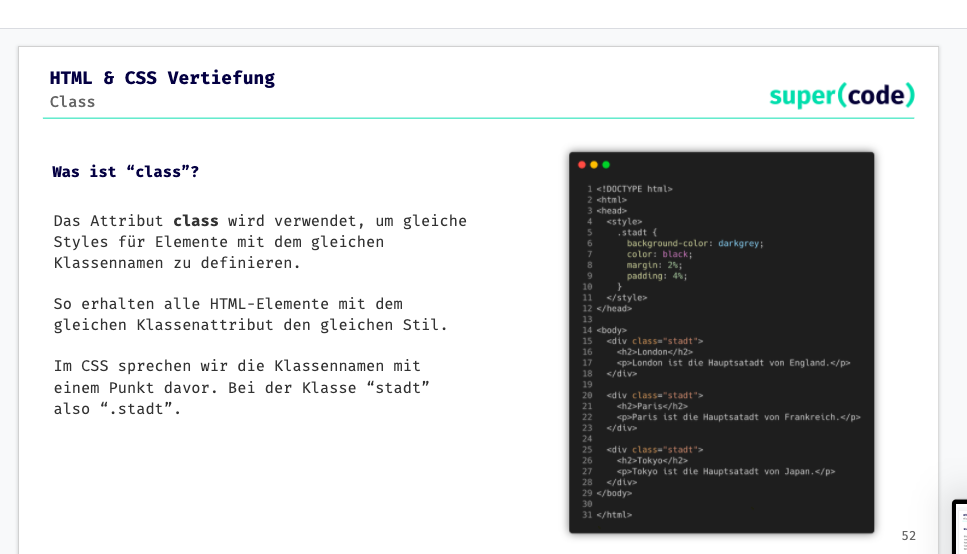 HTML & CSS Vertiefung
Class
super(code)
Was ist “class”?
Das Attribut class wird verwendet, um gleiche
Styles für Elemente mit dem gleichen
Klassennamen zu definieren.
So erhalten alle HTML-Elemente mit dem
gleichen Klassenattribut den gleichen Stil.
Im CSS sprechen wir die Klassennamen mit
einem Punkt davor. Bei der Klasse “stadt”
also “.stadt”.
1 <!DOCTYPE html>
2 <html>
3 <head>
4 <style>
5 .stadt {
6 background-color: darkgrey;
7 color: black;
8 margin: 2%;
9 padding: 4%;
10 }
11 </style>
12 </head>
13
14 <body>
15 <div class="stadt">
16 <h2>London</h2>
17 <p>London ist die Hauptsatadt von England.</p>
18 </div>
19
20 <div class="stadt">
21 <h2>Paris</h2>
22 <p>Paris ist die Hauptsatadt von Frankreich.</p>
23 </div>
24
25 <div class="stadt">
26 <h2>Tokyo</h2>
27 <p>Tokyo ist die Hauptsatadt von Japan.</p>
28 </div>
29 </body>
30
31 </html>
52